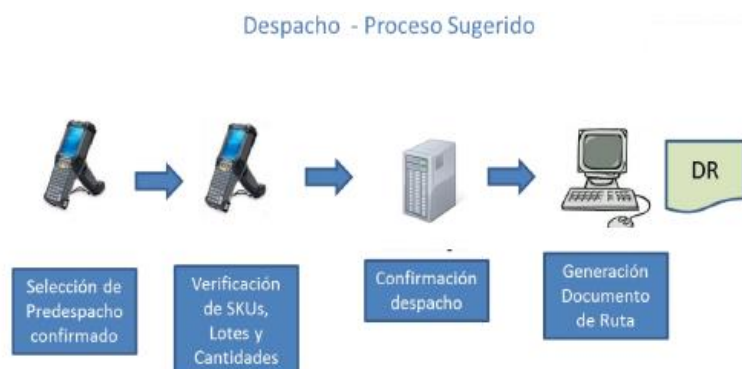 Despacho - Proceso Sugerido
DR
Selección de
Predespacho
confirmado
Verificación
de SKUs,
Lotes y
Cantidades
Confirmación
despacho
Generación
Documento
de Ruta